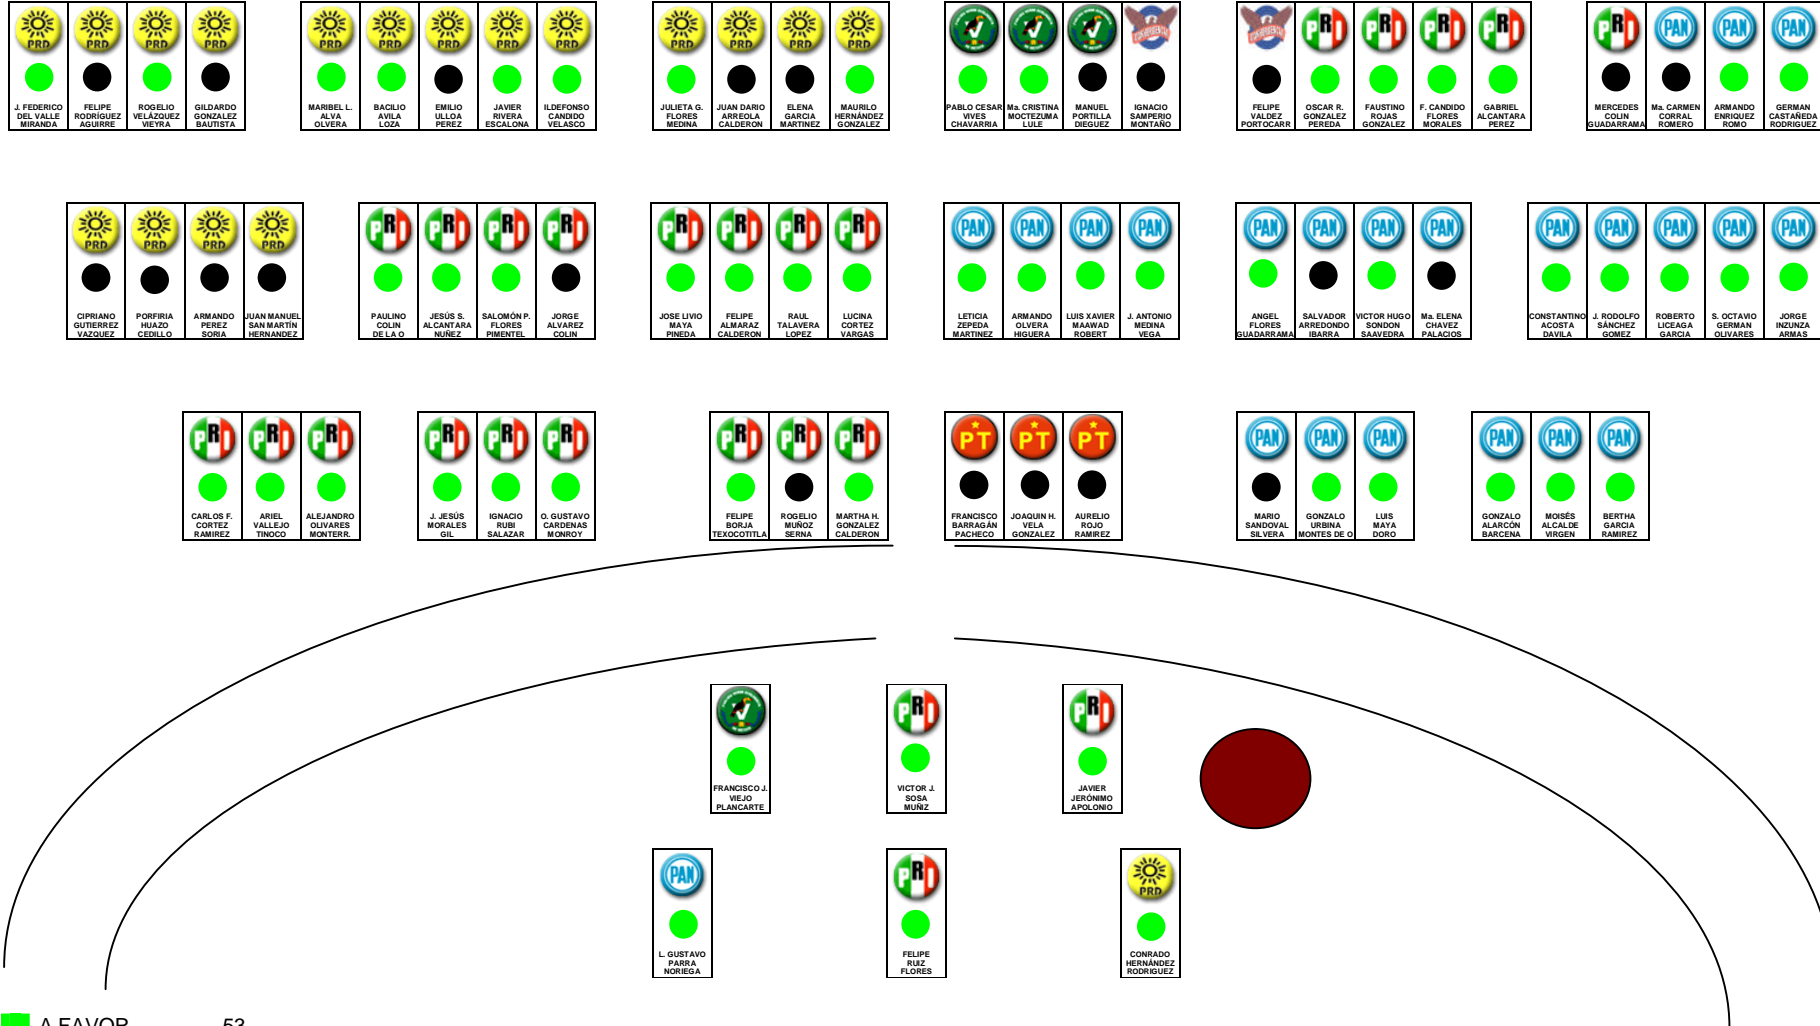 PRD PRD PRD PRD
J. FEDERICO DEL VALLE MIRANDA
FELIPE RODRÍGUEZ AGUIRRE
ROGELIO VELÁZQUEZ VIEYRA
GILDARDO GONZALEZ BAUTISTA
PRD PRD PRD PRD PRD
MARIBEL L. ALVA OLVERA
BACILIO AVILA LOZA
EMILIO ULLOA PEREZ
JAVIER RIVERA ESCALONA
ILDEFONSO CANDIDO VELASCO
PRD PRD PRD PRD
JULIETA G. FLORES MEDINA
JUAN DARIO ARREOLA CALDERON
ELENA GARCIA MARTINEZ
MAURILO HERNÁNDEZ GONZALEZ
PABLO CESAR VIVES CHAVARRIA
Ma. CRISTINA MOCTEZUMA LULE
MANUEL PORTILLA DIEGUEZ
IGNACIO SAMPERIO MONTAÑO
PRI PRI PRI PRI
FELIPE VALDEZ PORTOCARR
OSCAR R. GONZALEZ PEREDA
FAUSTINO ROJAS GONZALEZ
F. CANDIDO FLORES MORALES
GABRIEL ALCANTARA PEREZ
PRI PAN PAN PAN
MERCEDES COLIN GUADARRAMA
Ma. CARMEN CORRAL ROMERO
ARMANDO ENRIQUEZ ROMO
GERMAN CASTAÑEDA RODRIGUEZ
PRD PRD PRD PRD
CIPRIANO GUTIERREZ VAZQUEZ
PORFIRIA HUAZO CEDILLO
ARMANDO PEREZ SORIA
JUAN MANUEL SAN MARTÍN HERNANDEZ
PRI PRI PRI PRI
PAULINO COLIN DE LA O
JESÚS S. ALCANTARA NUÑEZ
SALOMÓN P. FLORES PIMENTEL
JORGE ALVAREZ COLIN
PRI PRI PRI PRI
JOSE LIVIO MAYA PINEDA
FELIPE ALMARAZ CALDERON
RAUL TALAVERA LOPEZ
LUCINA CORTEZ VARGAS
PAN PAN PAN PAN
LETICIA ZEPEDA MARTINEZ
ARMANDO OLVERA HIGUERA
LUIS XAVIER MAAWAD ROBERT
J. ANTONIO MEDINA VEGA
PAN PAN PAN PAN
ANGEL FLORES GUADARRAMA
SALVADOR ARREDONDO IBARRA
VICTOR HUGO SONDON SAAVEDRA
Ma. ELENA CHAVEZ PALACIOS
PAN PAN PAN PAN PAN
CONSTANTINO ACOSTA DAVILA
J. RODOLFO SÁNCHEZ GOMEZ
ROBERTO LICEAGA GARCIA
S. OCTAVIO GERMAN OLIVARES
JORGE INZUNZA ARMAS
PRI PRI PRI
CARLOS F. CORTEZ RAMIREZ
ARIEL VALLEJO TINOCO
ALEJANDRO OLIVARES MONTERR.
PRI PRI PRI
J. JESÚS MORALES GIL
IGNACIO RUBI SALAZAR
O. GUSTAVO CARDENAS MONROY
PRI PRI PRI
FELIPE BORJA TEXOCOTITLA
ROGELIO MUÑOZ SERNA
MARTHA H. GONZALEZ CALDERON
PT PT PT
FRANCISCO BARRAGÁN PACHECO
JOAQUIN H. VELA GONZALEZ
AURELIO ROJO RAMIREZ
PAN PAN PAN
MARIO SANDOVAL SILVERA
GONZALO URBINA MONTES DE O
LUIS MAYA DORO
PAN PAN PAN
GONZALO ALARCÓN BARCENA
MOISÉS ALCALDE VIRGEN
BERTHA GARCIA RAMIREZ
FRANCISCO J. VIEJO PLANCARTE
PRI
VICTOR J. SOSA MUÑIZ
PRI
JAVIER JERÓNIMO APOLONIO
PAN
L. GUSTAVO PARRA NORIEGA
PRI
FELIPE RUIZ FLORES
PRD
CONRADO HERNÁNDEZ RODRIGUEZ
A FAVOR 53